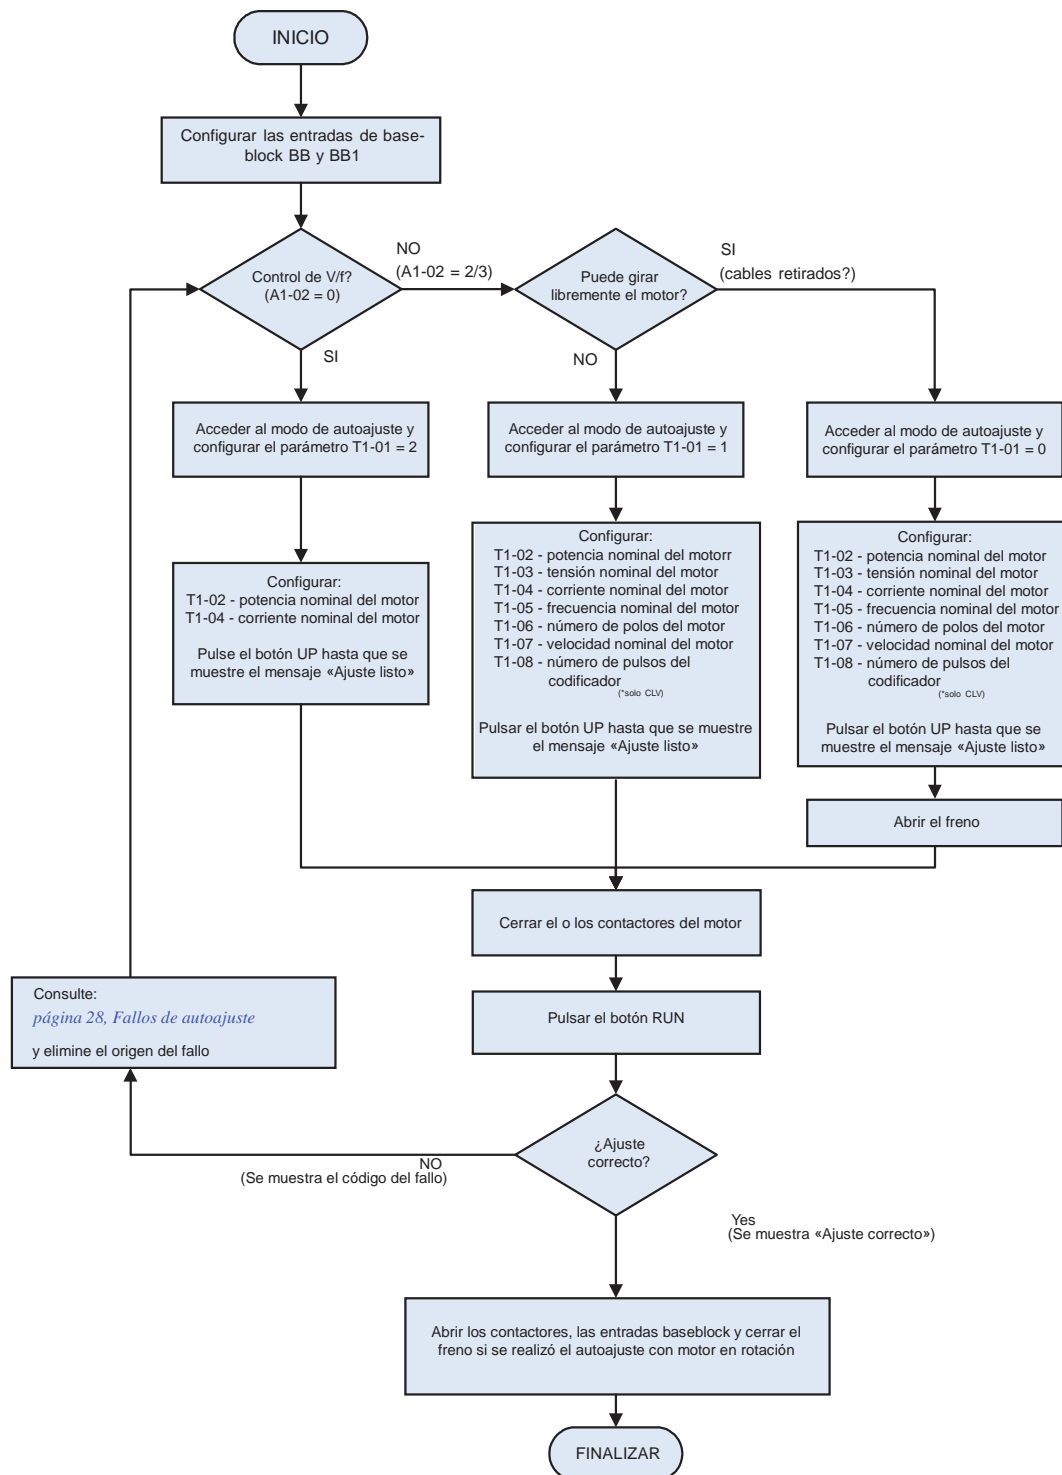 INICIO
Configurar las entradas de base-
block BB y BB1
Control de V/f?
(A1-02 = 0)
NO
(A1-02 = 2/3)
Puede girar
libremente el motor?
SI
(cables retirados?)
SI
NO
Acceder al modo de autoajuste y
configurar el parámetro T1-01 = 2
Acceder al modo de autoajuste y
configurar el parámetro T1-01 = 1
Acceder al modo de autoajuste y
configurar el parámetro T1-01 = 0
Configurar:
T1-02 - potencia nominal del motor
T1-04 - corriente nominal del motor
Pulse el botón UP hasta que se
muestre el mensaje «Ajuste listo»
Configurar:
T1-02 - potencia nominal del motorr
T1-03 - tensión nominal del motor
T1-04 - corriente nominal del motor
T1-05 - frecuencia nominal del motor
T1-06 - número de polos del motor
T1-07 - velocidad nominal del motor
T1-08 - número de pulsos del
codificador
(*solo CLV)
Pulsar el botón UP hasta que se muestre
el mensaje «Ajuste listo»
Configurar:
T1-02 - potencia nominal del motor
T1-03 - tensión nominal del motor
T1-04 - corriente nominal del motor
T1-05 - frecuencia nominal del motor
T1-06 - número de polos del motor
T1-07 - velocidad nominal del motor
T1-08 - número de pulsos del
codificador
(*solo CLV)
Pulsar el botón UP hasta que se
muestre el mensaje «Ajuste listo»
Abrir el freno
Cerrar el o los contactores del motor
Pulsar el botón RUN
Consulte:
página 28, Fallos de autoajuste
y elimine el origen del fallo
¿Ajuste
correcto?
NO
(Se muestra el código del fallo)
Yes
(Se muestra «Ajuste correcto»)
Abrir los contactores, las entradas baseblock y cerrar el
freno si se realizó el autoajuste con motor en rotación
FINALIZAR